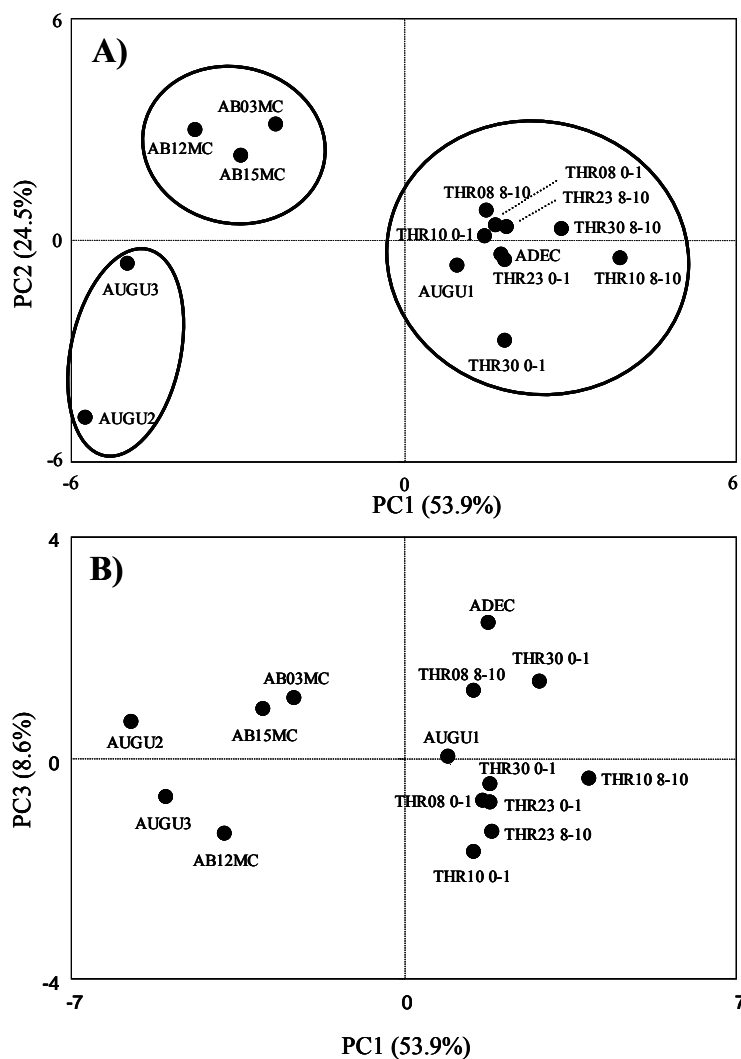 A)
6
0
-6
PC2 (24.5%)
AB03MC
AB12MC
AB15MC
AUGU3
AUGU2
THR08 0-1
THR08 8-10
THR23 8-10
THR10 0-1
THR30 8-10
ADEC
THR23 0-1
THR10 8-10
AUGU1
THR30 0-1
-6
0
6
PC1 (53.9%)
B)
4
0
-4
PC3 (8.6%)
ADEC
THR30 0-1
THR08 8-10
AB03MC
AB15MC
AUGU2
AUGU1
THR30 0-1
THR10 8-10
THR08 0-1
THR23 0-1
AUGU3
THR23 8-10
AB12MC
THR10 0-1
-7
0
7
PC1 (53.9%)